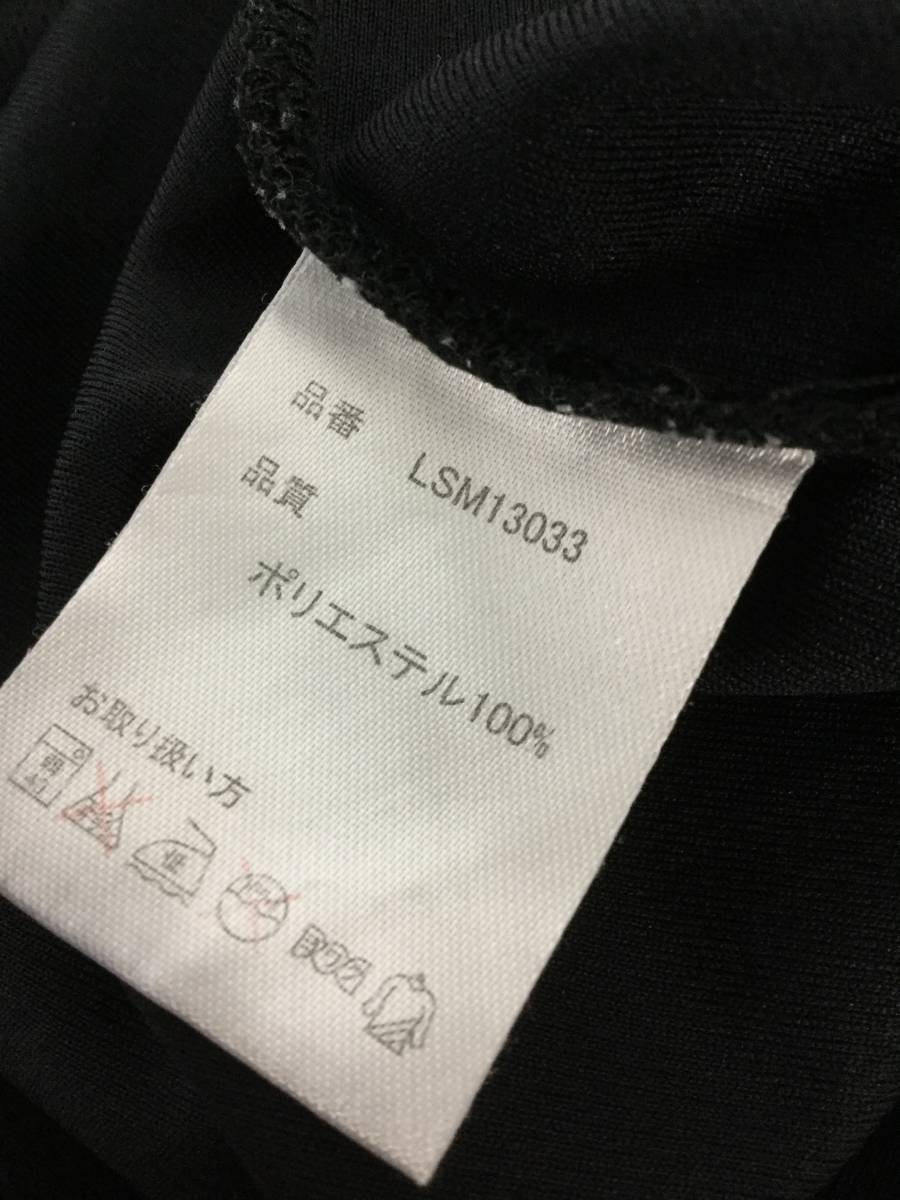 品番 LSM13033
品質
ポリエステル100%
お取り扱い方
低